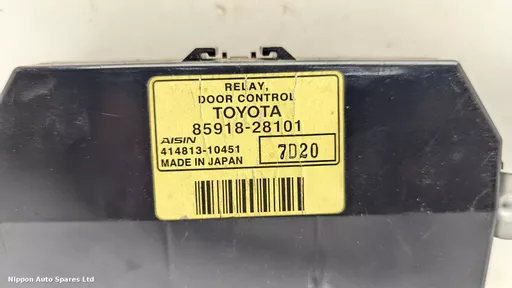 RELAY,
DOOR CONTROL
TOYOTA
85918-28101
AISIN
414813-10451
MADE IN JAPAN
7D20
Nippon Auto Spares Ltd